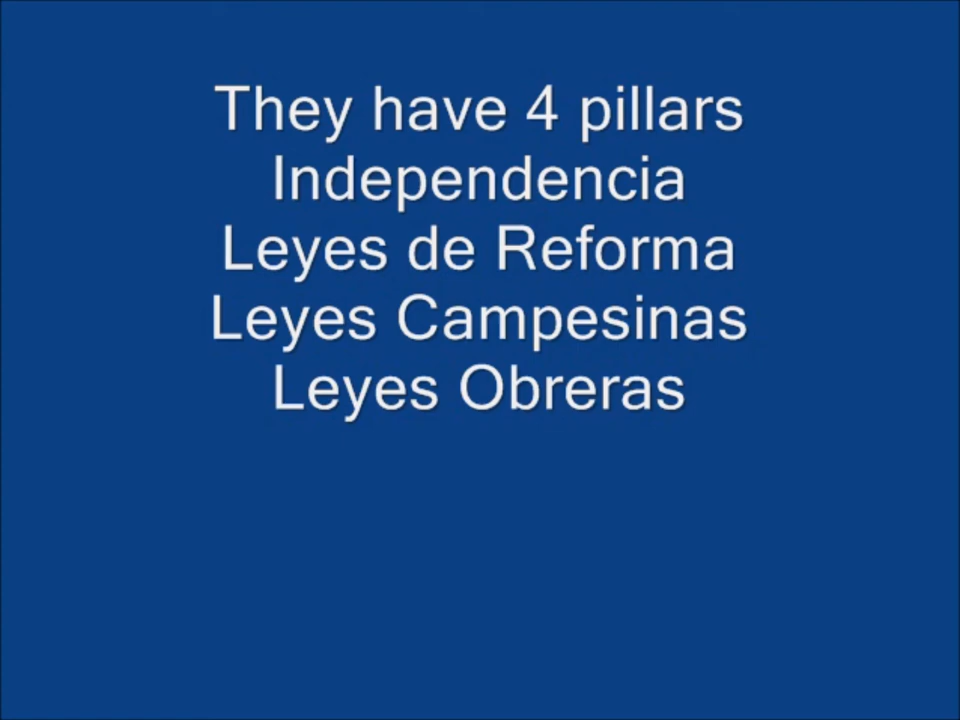 They have 4 pillars
Independencia
Leyes de Reforma
Leyes Campesinas
Leyes Obreras